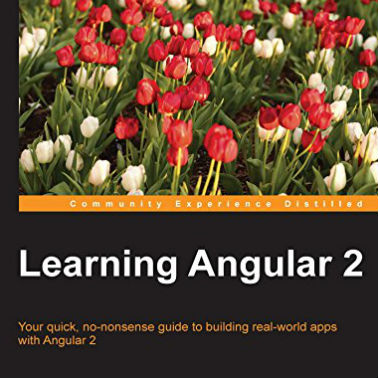 Community Experience Distilled
Learning Angular 2
Your quick, no-nonsense guide to building real-world apps
with Angular 2